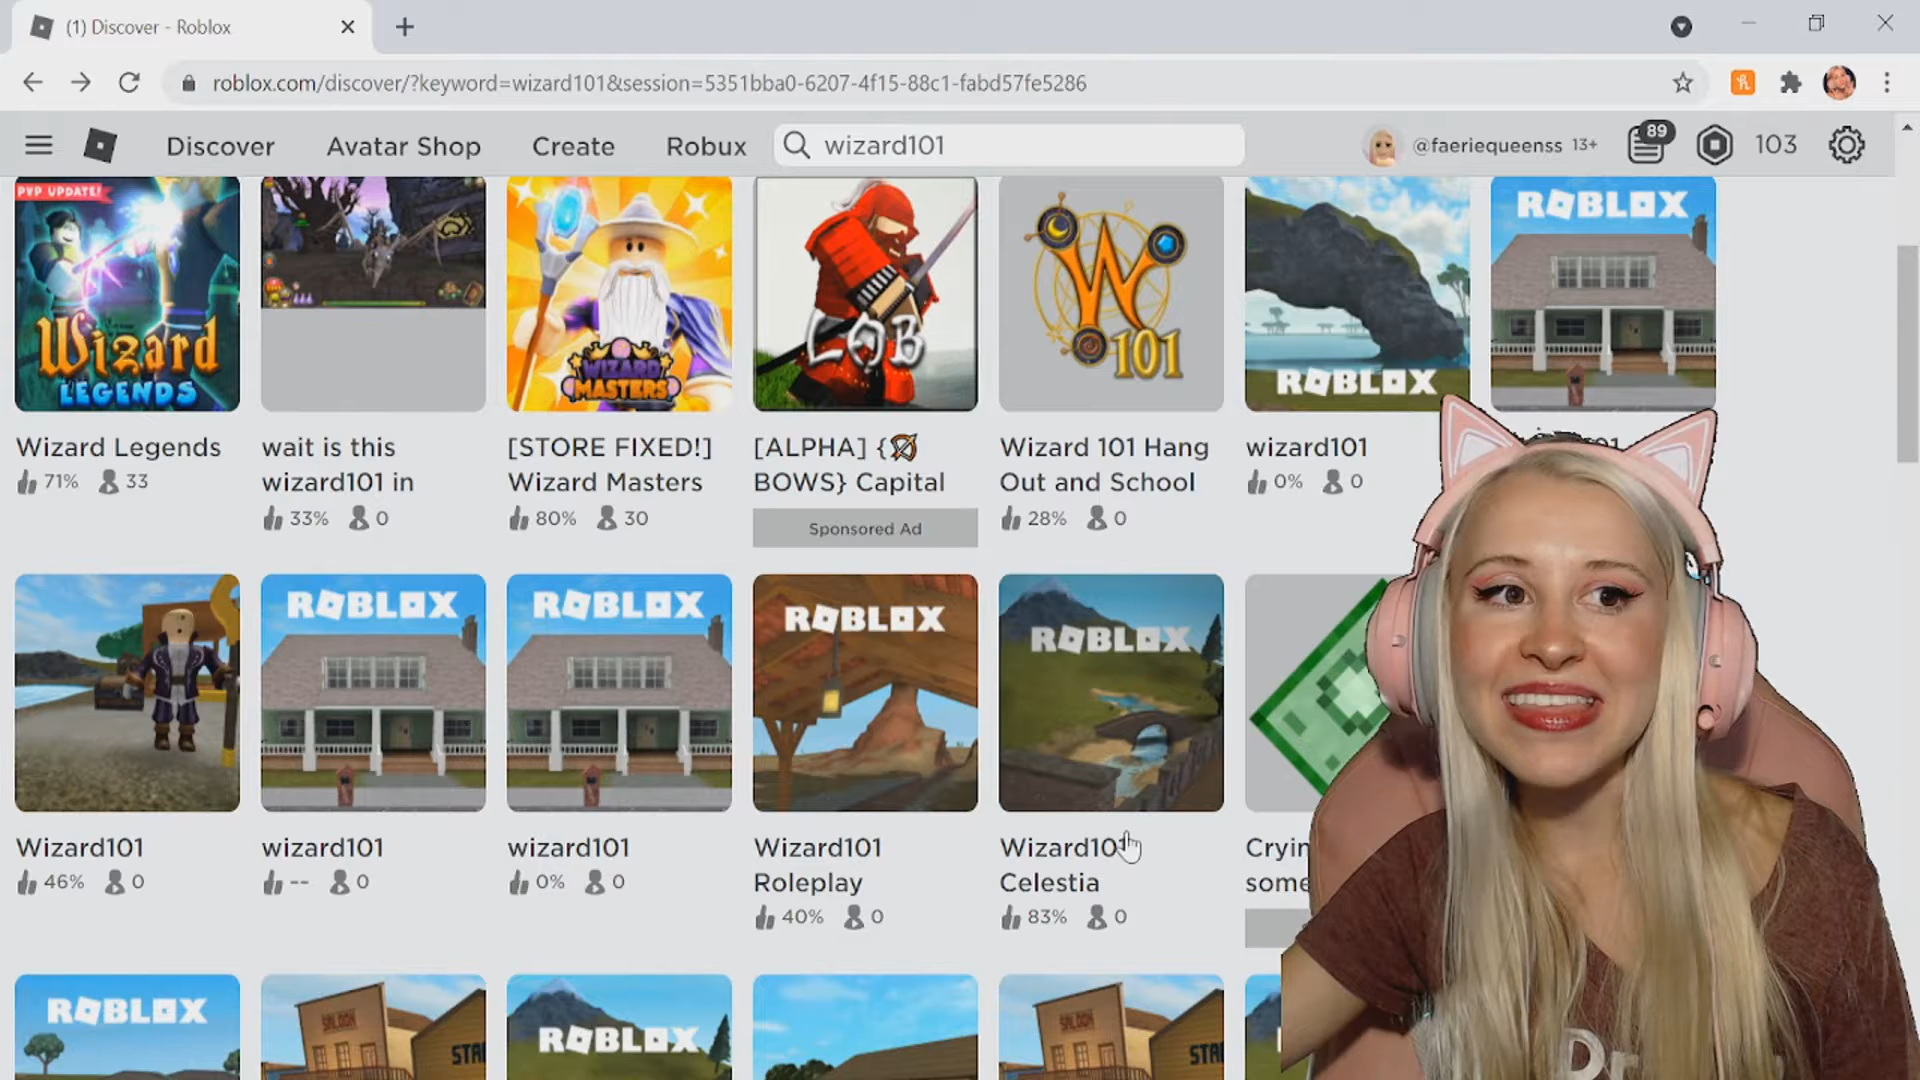 (1) Discover - Roblox
roblox.com/discover/?keyword=wizard101&session=5351bba0-6207-4f15-88c1-fabd57fe5286
Discover Avatar Shop Create Robux wizard101 @faeriequeenss 13+ 89 103
PVP UPDATE!
Wizard
LEGENDS
WIZARD
MASTERS
LOB
W
101
ROBLOX
ROBLOX
Wizard Legends
71% 33
wait is this
wizard101 in
33% 0
[STORE FIXED!]
Wizard Masters
80% 30
[ALPHA] {
BOWS} Capital
Sponsored Ad
Wizard 101 Hang
Out and School
28% 0
wizard101
0% 0
ROBLOX
ROBLOX
ROBLOX
ROBLOX
Wizard101
46% 0
wizard101
-- 0
wizard101
0% 0
Wizard101
Roleplay
40% 0
Wizard101
Celestia
83% 0
Cryin
some
ROBLOX
SALOON
STA
ROBLOX
SALOON
STA